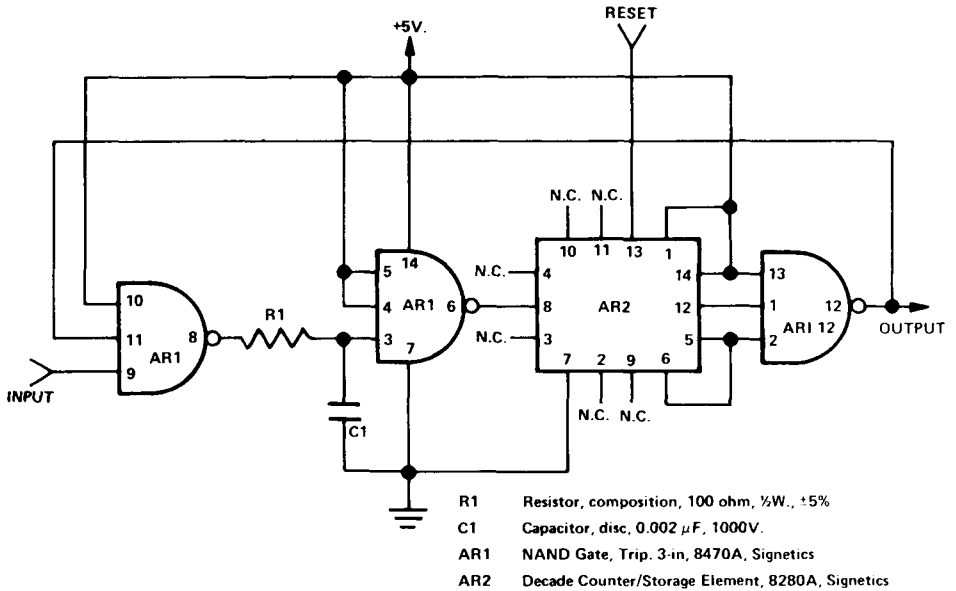 RESET
+5V.
N.C. N.C.
10 11 13 1
14
5
4
3
6
7
AR1
N.C. 4
8
N.C. 3
AR2
14
12
5
7 2 9 6
N.C. N.C.
13
1
2
ARI 12
12
OUTPUT
10
11
9
8
AR1
INPUT
R1
C1
R1 Resistor, composition, 100 ohm, ½W., ±5%
C1 Capacitor, disc, 0.002 μF, 1000V.
AR1 NAND Gate, Trip. 3-in, 8470A, Signetics
AR2 Decade Counter/Storage Element, 8280A, Signetics